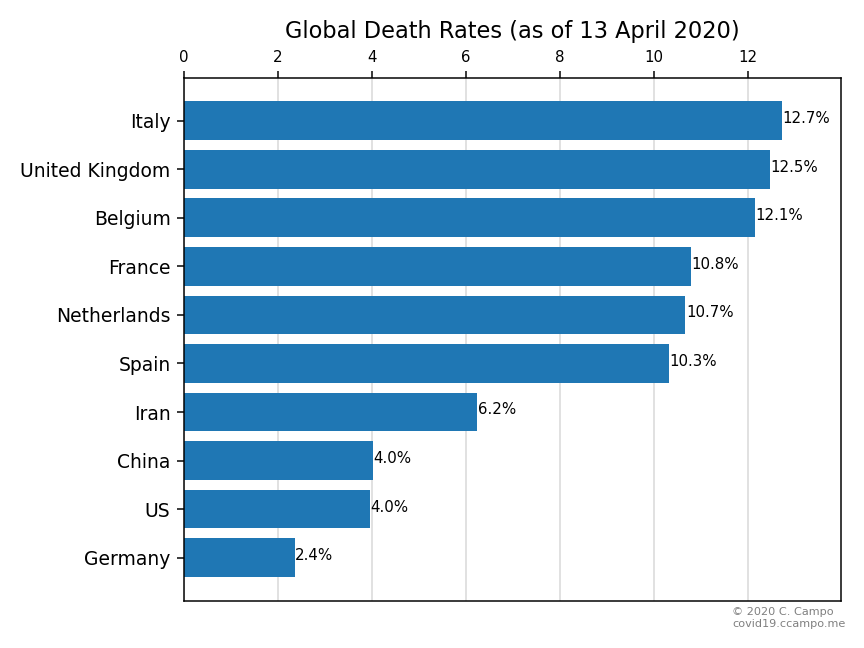 Global Death Rates (as of 13 April 2020)
0 2 4 6 8 10 12
Italy 12.7%
United Kingdom 12.5%
Belgium 12.1%
France 10.8%
Netherlands 10.7%
Spain 10.3%
Iran 6.2%
China 4.0%
US 4.0%
Germany 2.4%
© 2020 C. Campo
covid19.ccampo.me